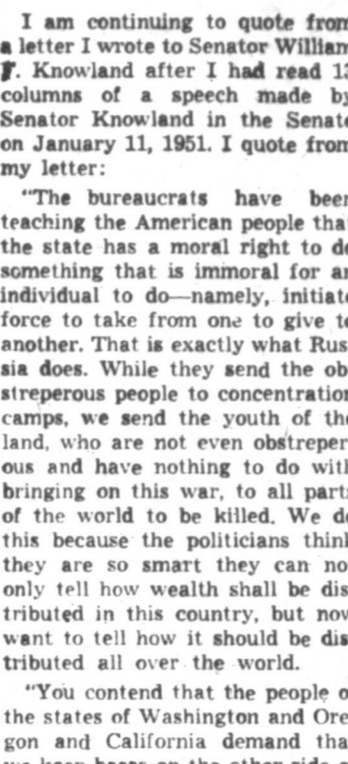 I am continuing to quote from
a letter I wrote to Senator William
F. Knowland after I had read 13
columns of a speech made by
Senator Knowland in the Senate
on January 11, 1951. I quote from
my letter:
"The bureaucrats have been
teaching the American people that
the state has a moral right to do
something that is immoral for an
individual to do—namely, initiate
force to take from one to give to
another. That is exactly what Rus-
sia does. While they send the ob-
streperous people to concentration
camps, we send the youth of the
land, who are not even obstreper-
ous and have nothing to do with
bringing on this war, to all parts
of the world to be killed. We do
this because the politicians think
they are so smart they can not
only tell how wealth shall be dis-
tributed in this country, but now
want to tell how it should be dis-
tributed all over the world.
"You contend that the people of
the states of Washington and Ore-
gon and California demand that